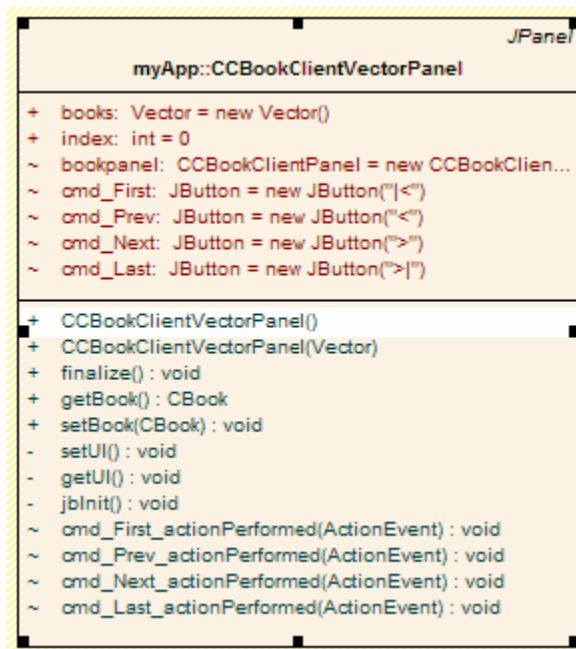 JPanel
myApp::CCBookClientVectorPanel
+ books: Vector = new Vector()
+ index: int = 0
~ bookpanel: CCBookClientPanel = new CCBookClien...
~ cmd_First: JButton = new JButton("|<")
~ cmd_Prev: JButton = new JButton("<")
~ cmd_Next: JButton = new JButton(">")
~ cmd_Last: JButton = new JButton(">|")
+ CCBookClientVectorPanel()
+ CCBookClientVectorPanel(Vector)
+ finalize() : void
+ getBook() : CBook
+ setBook(CBook) : void
- setUI() : void
- getUI() : void
- jbInit() : void
~ cmd_First_actionPerformed(ActionEvent) : void
~ cmd_Prev_actionPerformed(ActionEvent) : void
~ cmd_Next_actionPerformed(ActionEvent) : void
~ cmd_Last_actionPerformed(ActionEvent) : void